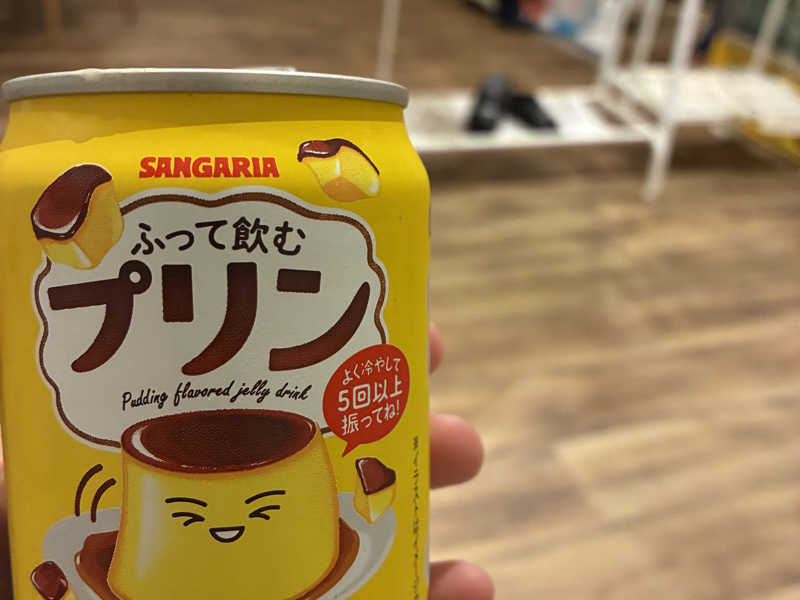 SANGARIA
ふって飲む
プリン
Pudding flavored jelly drink
よく冷やして
5回以上
振ってね!